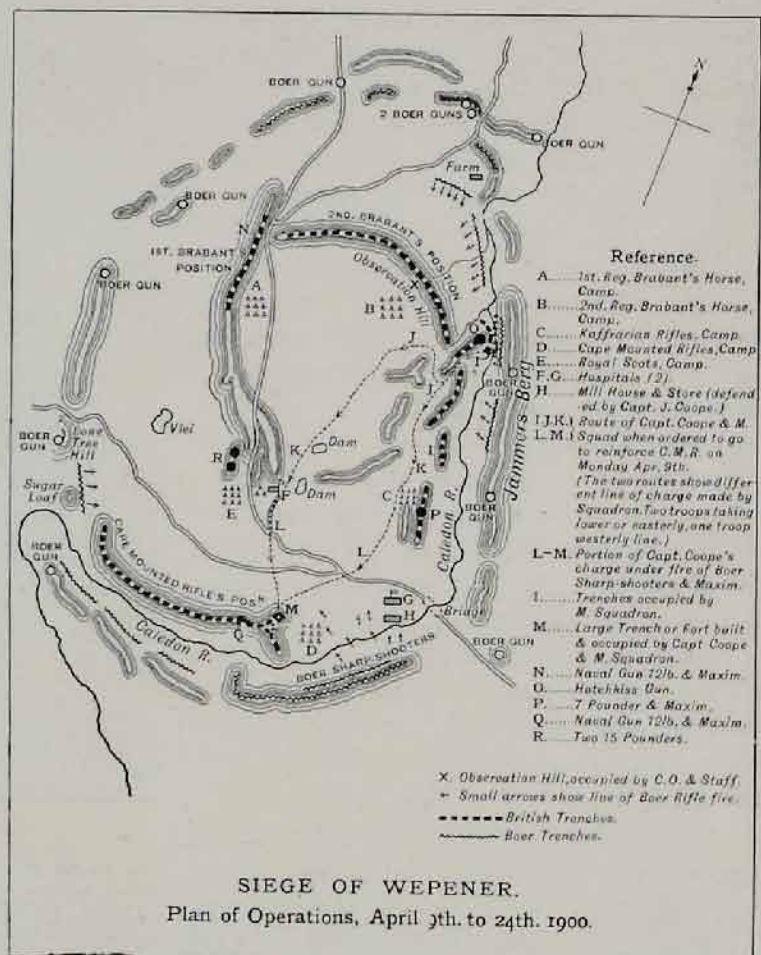 BOER GUN
N
2 BOER GUNS
BOER GUN
Farm
BOER GUN
N
1ST. BRABANT'S
POSITION
2ND. BRABANT'S POSITION
Observation Hill
A
B
BOER GUN
O
I
J
J
BOER
GUN
Jammers Berg
Vlei
K
Dam
I
K
Lone
Tree
Hill
BOER
GUN
Sugar
Loaf
R
E
F
Dam
C
P
L
Caledon R.
BOER
GUN
BOER
GUN
CAPE MOUNTED RIFLE'S POSN.
L
M
G
H
Bridge
Q
D
Caledon R.
BOER SHARP-SHOOTERS
BOER GUN
Reference.
A......1st. Reg. Brabant's Horse,
Camp.
B......2nd. Reg. Brabant's Horse,
Camp.
C......Kaffrarian Rifles, Camp.
D......Cape Mounted Rifles, Camp
E......Royal Scots, Camp.
F,G....Hospitals (2)
H......Mill House & Store (defend
ed by Capt. J. Coope.)
I J.K.) Route of Capt. Coope & M.
L.M.) Squad when ordered to go
to reinforce C.M.R. on
Monday Apr. 9th.
(The two routes show differ
ent line of charge made by
Squadron. Two troops taking
lower or easterly, one troop
westerly line.)
L–M. Portion of Capt. Coope's
charge under fire of Boer
Sharp-shooters & Maxim.
I......Trenches occupied by
M. Squadron.
M......Large Trench or Fort built
& occupied by Capt Coope
& M. Squadron.
N......Naval Gun 12lb. & Maxim.
O......Hotchkiss Gun.
P......7 Pounder & Maxim.
Q......Naval Gun 12lb. & Maxim.
R......Two 15 Pounders.
X. Observation Hill, occupied by C.O. & Staff.
Small arrows show line of Boer Rifle fire.
British Trenches.
Boer Trenches.
SIEGE OF WEPENER.
Plan of Operations, April 9th. to 24th. 1900.